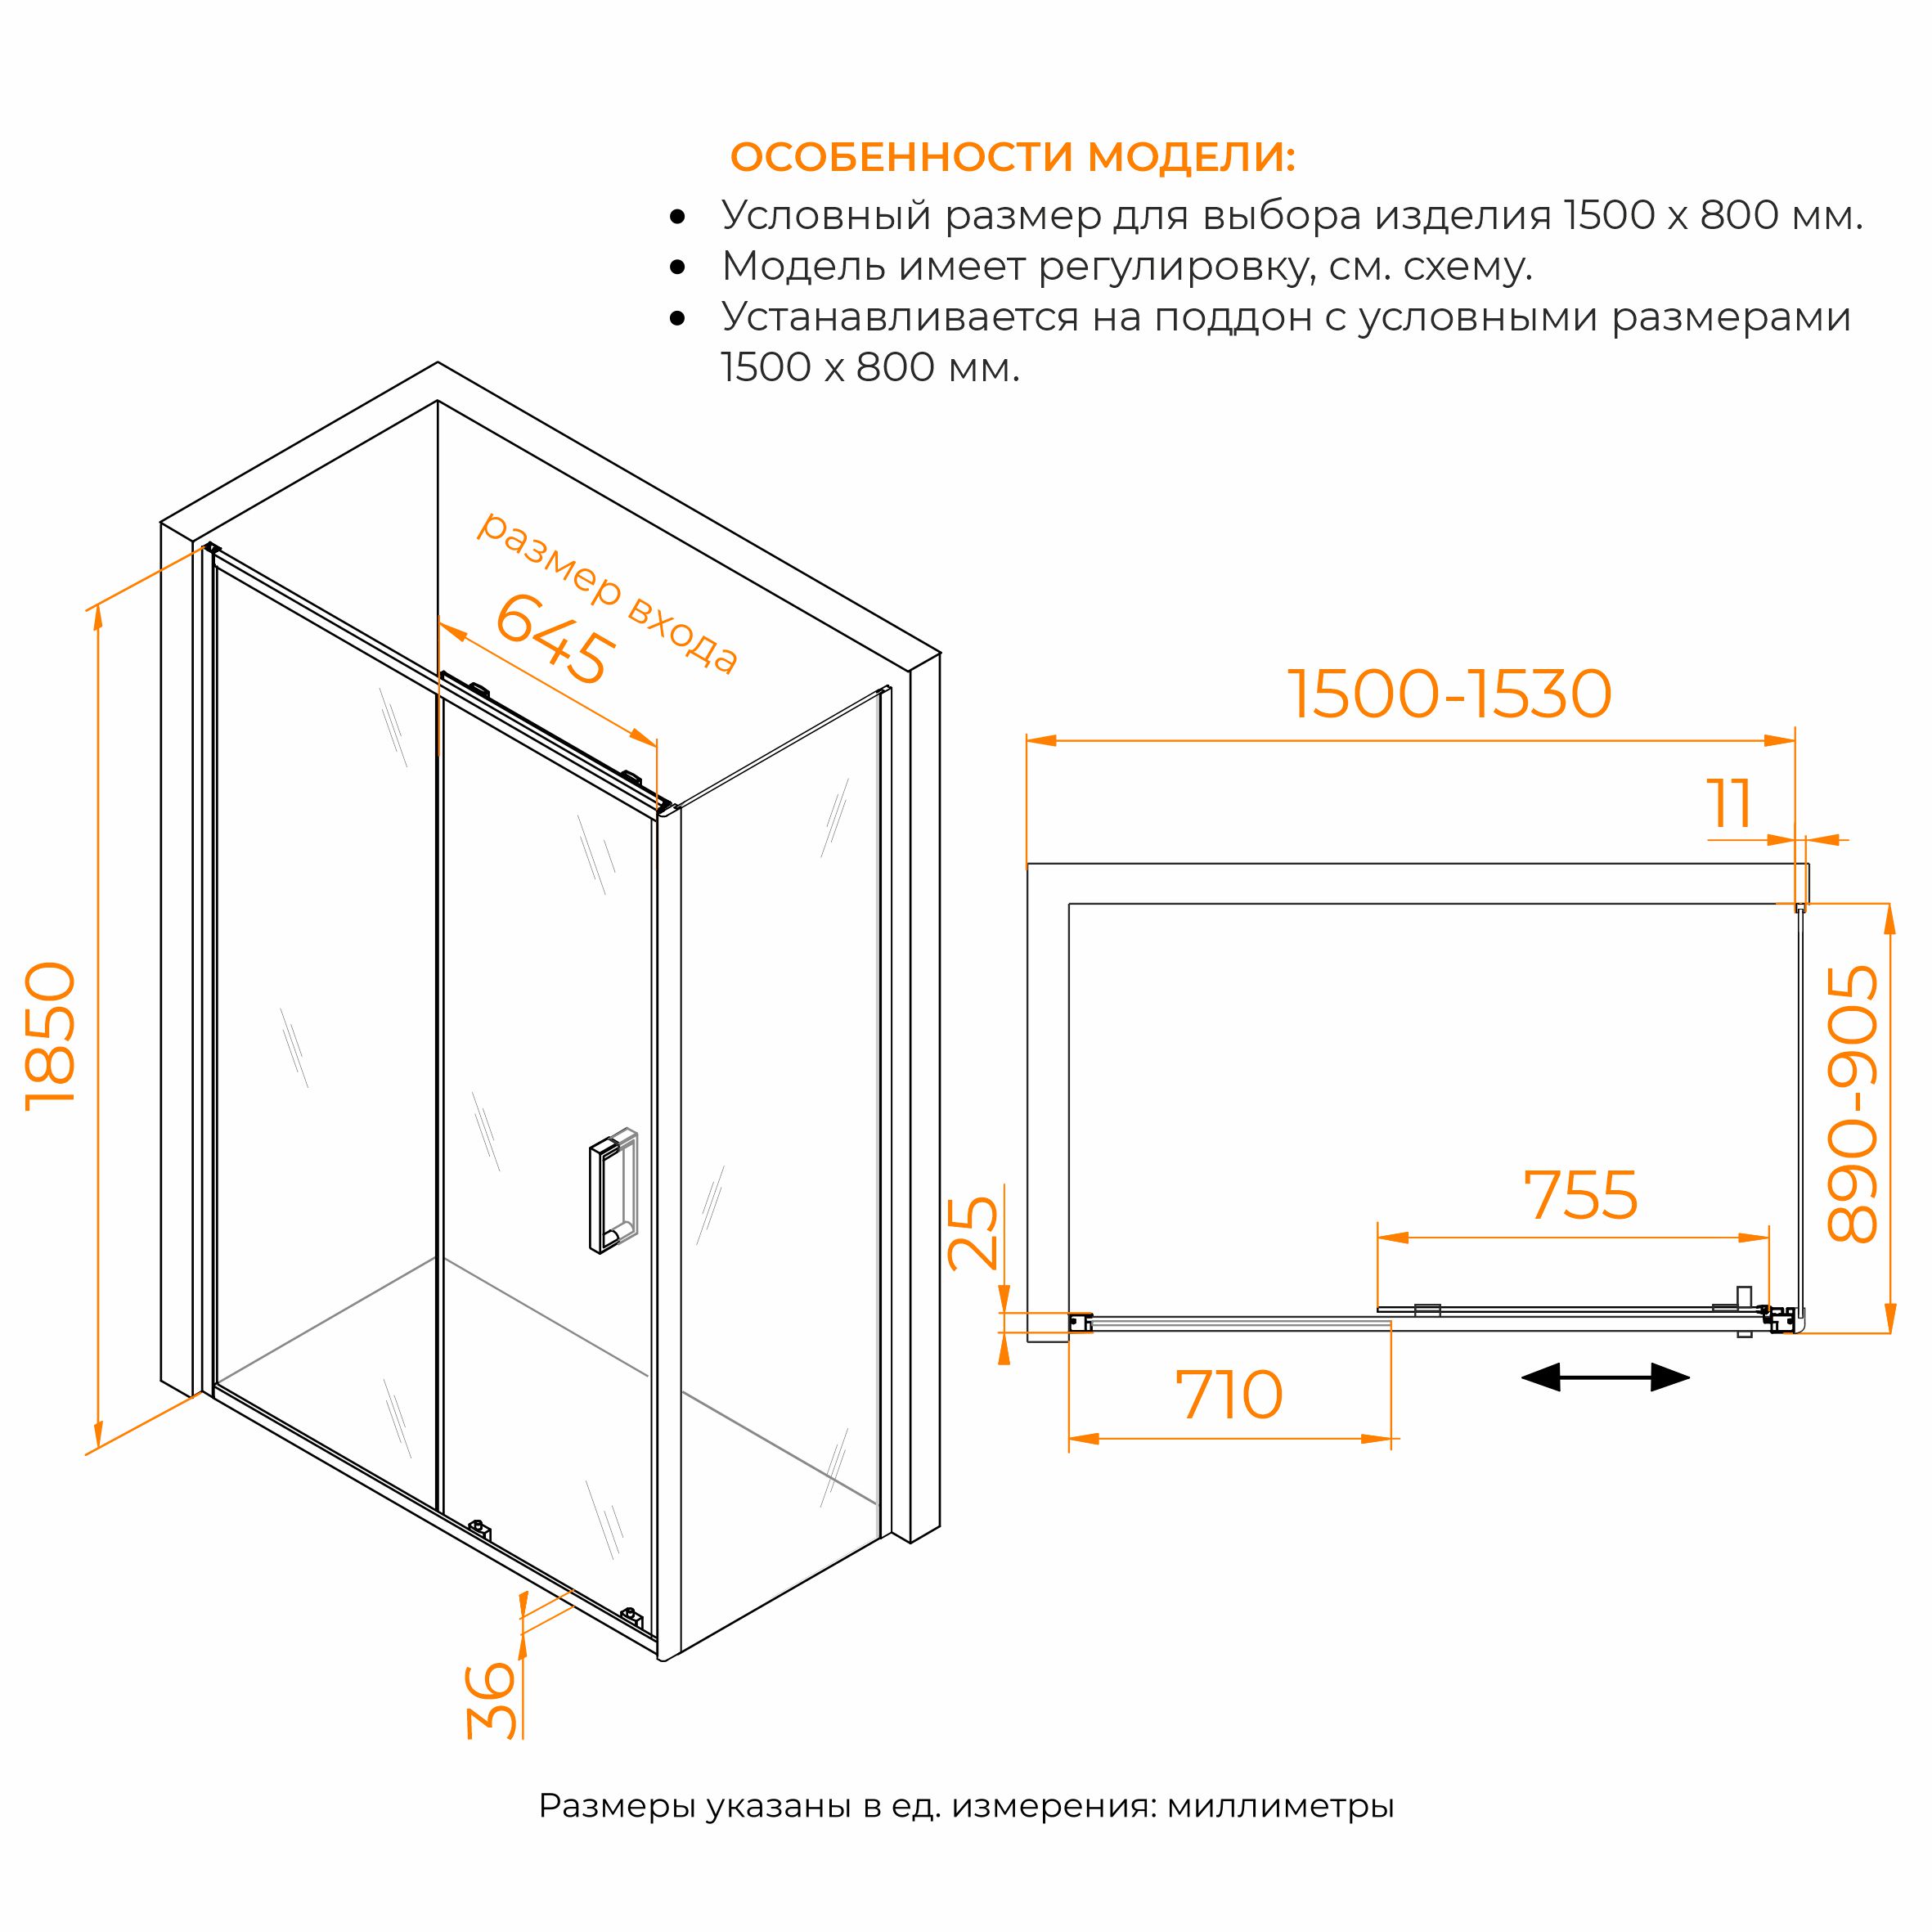 ОСОБЕННОСТИ МОДЕЛИ:
• Условный размер для выбора изделия 1500 х 800 мм.
• Модель имеет регулировку, см. схему.
• Устанавливается на поддон с условными размерами
1500 х 800 мм.
размер входа
645
1850
36
1500-1530
11
890-905
755
25
710
Размеры указаны в ед. измерения: миллиметры